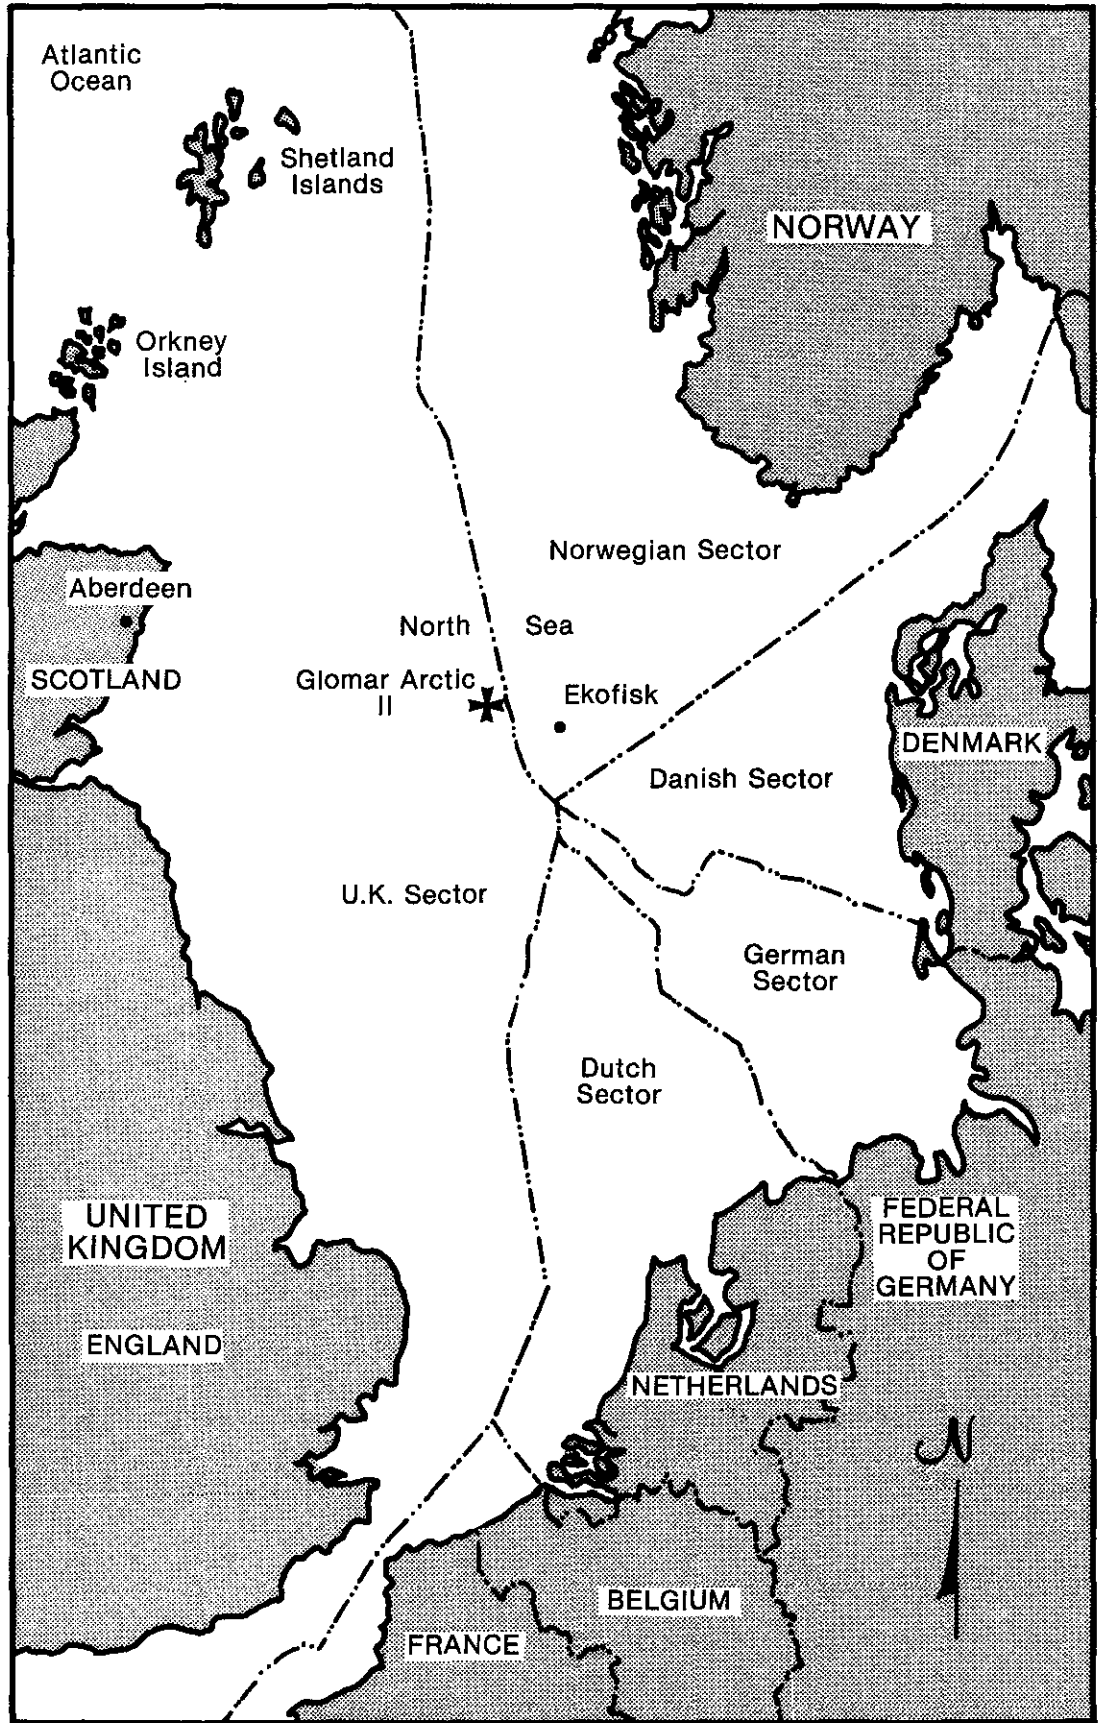 Atlantic
Ocean
Shetland
Islands
NORWAY
Orkney
Island
Norwegian Sector
Aberdeen
North Sea
SCOTLAND
Glomar Arctic
II
Ekofisk
DENMARK
Danish Sector
U.K. Sector
German
Sector
Dutch
Sector
UNITED
KINGDOM
FEDERAL
REPUBLIC
OF
GERMANY
ENGLAND
NETHERLANDS
N
BELGIUM
FRANCE